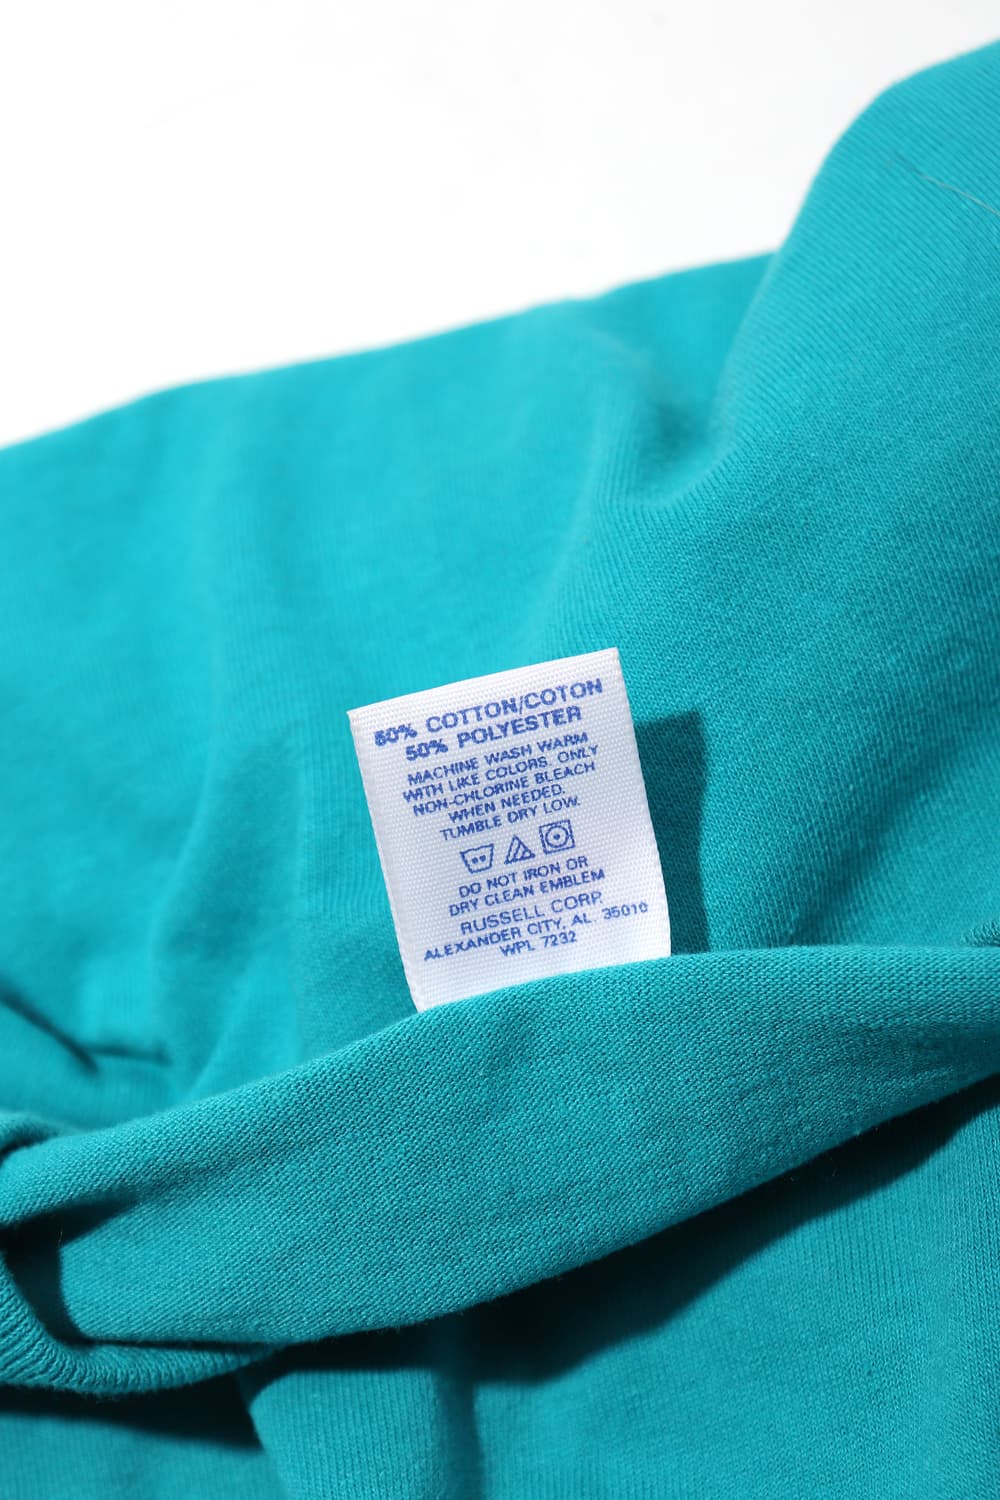 50% COTTON/COTON
50% POLYESTER
MACHINE WASH WARM
WITH LIKE COLORS. ONLY
NON-CHLORINE BLEACH
WHEN NEEDED.
TUMBLE DRY LOW.
DO NOT IRON OR
DRY CLEAN EMBLEM
RUSSELL CORP.
ALEXANDER CITY, AL 35010
WPL 7232